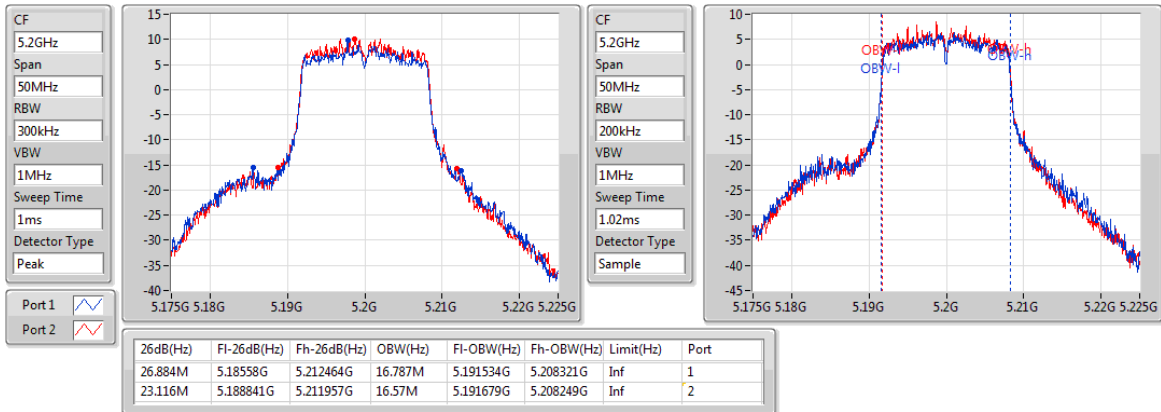 CF
5.2GHz
Span
50MHz
RBW
300kHz
VBW
1MHz
Sweep Time
1ms
Detector Type
Peak
Port 1
Port 2
15
10
5
0
-5
-10
-15
-20
-25
-30
-35
-40
5.175G 5.18G 5.19G 5.2G 5.21G 5.22G 5.225G
CF
5.2GHz
Span
50MHz
RBW
200kHz
VBW
1MHz
Sweep Time
1.02ms
Detector Type
Sample
10
5
0
-5
-10
-15
-20
-25
-30
-35
-40
-45
OBW-h
OBW-l
OBW-h
5.175G 5.18G 5.19G 5.2G 5.21G 5.22G 5.225G
26dB(Hz) Fl-26dB(Hz) Fh-26dB(Hz) OBW(Hz) Fl-OBW(Hz) Fh-OBW(Hz) Limit(Hz) Port
26.884M 5.18558G 5.212464G 16.787M 5.191534G 5.208321G Inf 1
23.116M 5.188841G 5.211957G 16.57M 5.191679G 5.208249G Inf 2